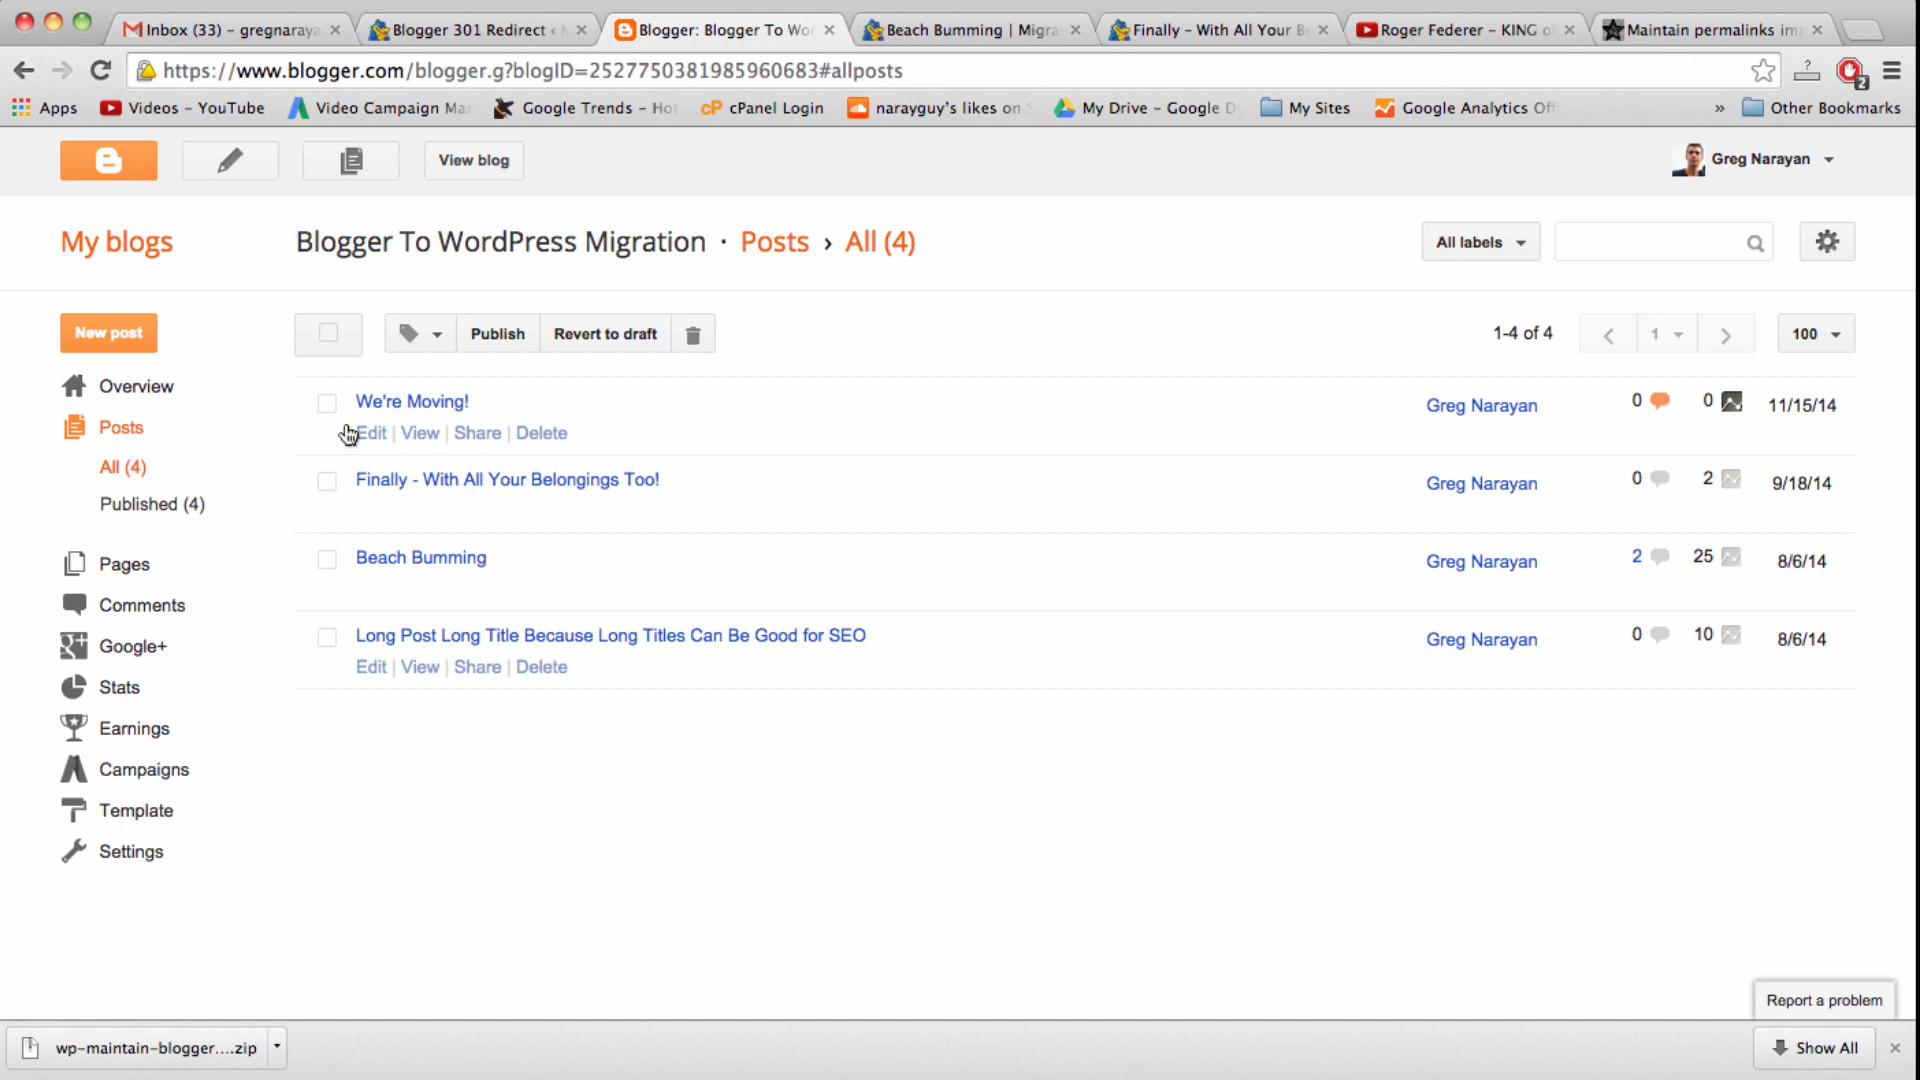 Inbox (33) – gregnaraya
Blogger 301 Redirect ‹
Blogger: Blogger To Wor
Beach Bumming | Migra
Finally – With All Your B
Roger Federer – KING of
Maintain permalinks im
https://www.blogger.com/blogger.g?blogID=2527750381985960683#allposts
?
2
Apps
Videos – YouTube
Video Campaign Ma
Google Trends – Hot
cP cPanel Login
narayguy's likes on
My Drive – Google D
My Sites
Google Analytics Off
»
Other Bookmarks
View blog
Greg Narayan
My blogs
Blogger To WordPress Migration · Posts › All (4)
All labels
New post
Publish
Revert to draft
1-4 of 4
1
100
Overview
Posts
All (4)
Published (4)
Pages
Comments
Google+
Stats
Earnings
Campaigns
Template
Settings
We're Moving!
Greg Narayan
0
0
11/15/14
Edit | View | Share | Delete
Finally - With All Your Belongings Too!
Greg Narayan
0
2
9/18/14
Beach Bumming
Greg Narayan
2
25
8/6/14
Long Post Long Title Because Long Titles Can Be Good for SEO
Greg Narayan
0
10
8/6/14
Edit | View | Share | Delete
Report a problem
wp-maintain-blogger....zip
Show All